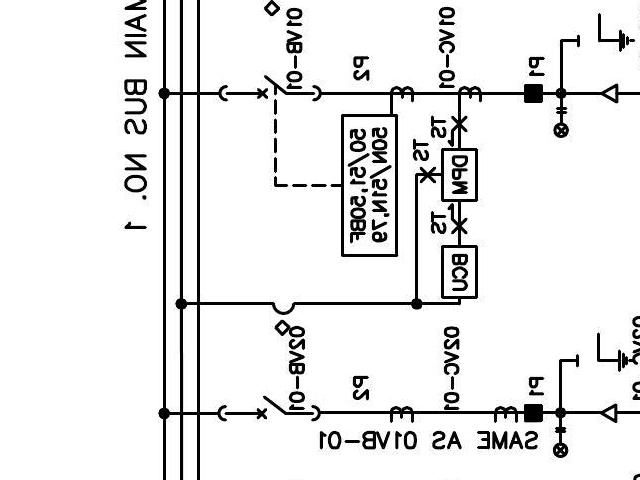 MAIN BUS NO. 1
01VB-01
P2
01VC-01
P1
TS
TS
DPM
50/51,50BF
50N/51N,79
TS
BCU
02VB-01
P2
02VC-01
P1
SAME AS 01VB-01